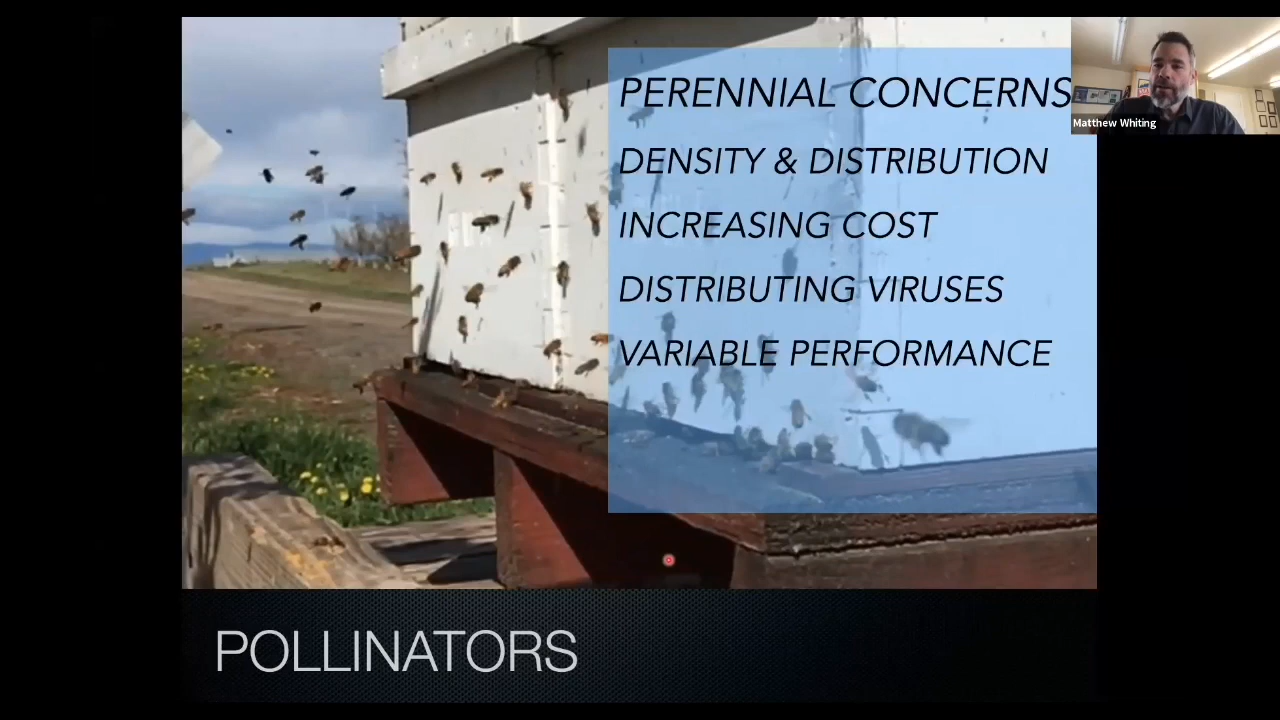 PERENNIAL CONCERNS
Matthew Whiting
DENSITY & DISTRIBUTION
INCREASING COST
DISTRIBUTING VIRUSES
VARIABLE PERFORMANCE
POLLINATORS